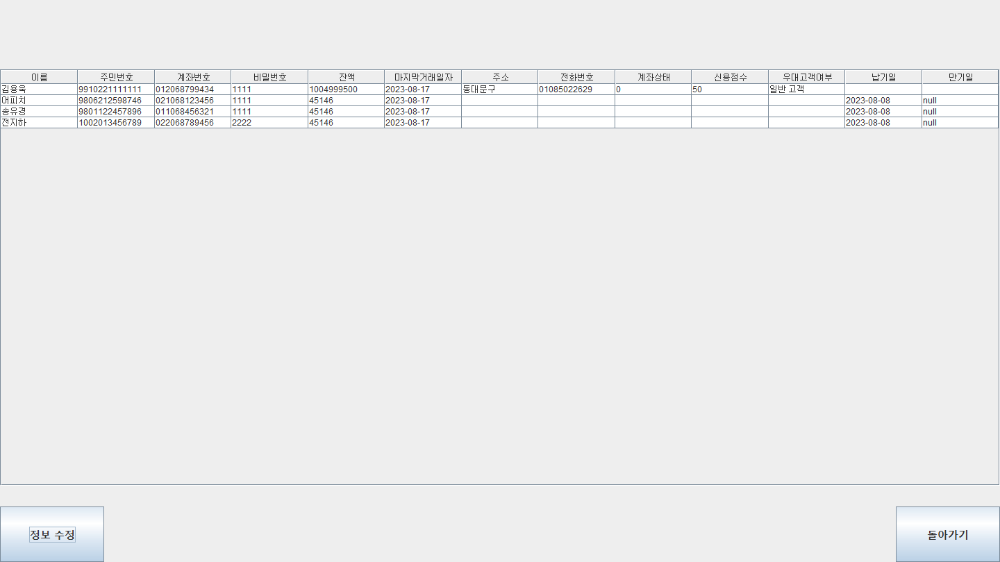 이름 주민번호 계좌번호 비밀번호 잔액 마지막거래일자 주소 전화번호 계좌상태 신용점수 우대고객여부 납기일 만기일
김용욱 9910221111111 012068799434 1111 1004999500 2023-08-17 동대문구 01085022629 0 50 일반 고객
어피치 9806212598746 021068123456 1111 45146 2023-08-17 2023-08-08 null
송유경 9801122457896 011068456321 1111 45146 2023-08-17 2023-08-08 null
전지하 1002013456789 022068789456 2222 45146 2023-08-17 2023-08-08 null
정보 수정 돌아가기